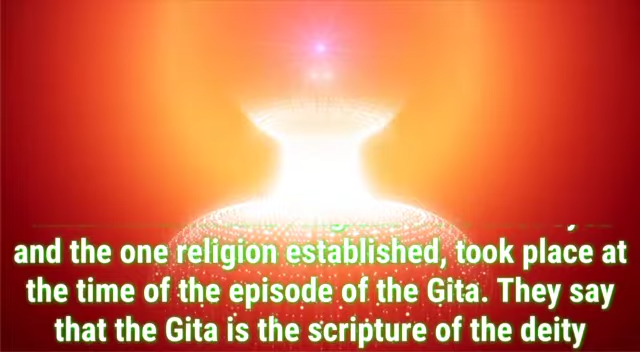 and the one religion established, took place at
the time of the episode of the Gita. They say
that the Gita is the scripture of the deity